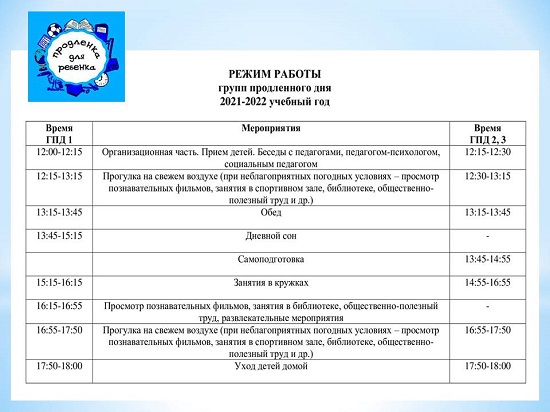 продленка
для
ребенка
РЕЖИМ РАБОТЫ
групп продленного дня
2021-2022 учебный год
Время
ГПД 1
Мероприятия
Время
ГПД 2, 3
12:00-12:15
Организационная часть. Прием детей. Беседы с педагогами, педагогом-психологом,
социальным педагогом
12:15-12:30
12:15-13:15
Прогулка на свежем воздухе (при неблагоприятных погодных условиях – просмотр
познавательных фильмов, занятия в спортивном зале, библиотеке, общественно-
полезный труд и др.)
12:30-13:15
13:15-13:45
Обед
13:15-13:45
13:45-15:15
Дневной сон
-
Самоподготовка
13:45-14:55
15:15-16:15
Занятия в кружках
14:55-16:55
16:15-16:55
Просмотр познавательных фильмов, занятия в библиотеке, общественно-полезный
труд, развлекательные мероприятия
-
16:55-17:50
Прогулка на свежем воздухе (при неблагоприятных погодных условиях – просмотр
познавательных фильмов, занятия в спортивном зале, библиотеке, общественно-
полезный труд и др.)
16:55-17:50
17:50-18:00
Уход детей домой
17:50-18:00